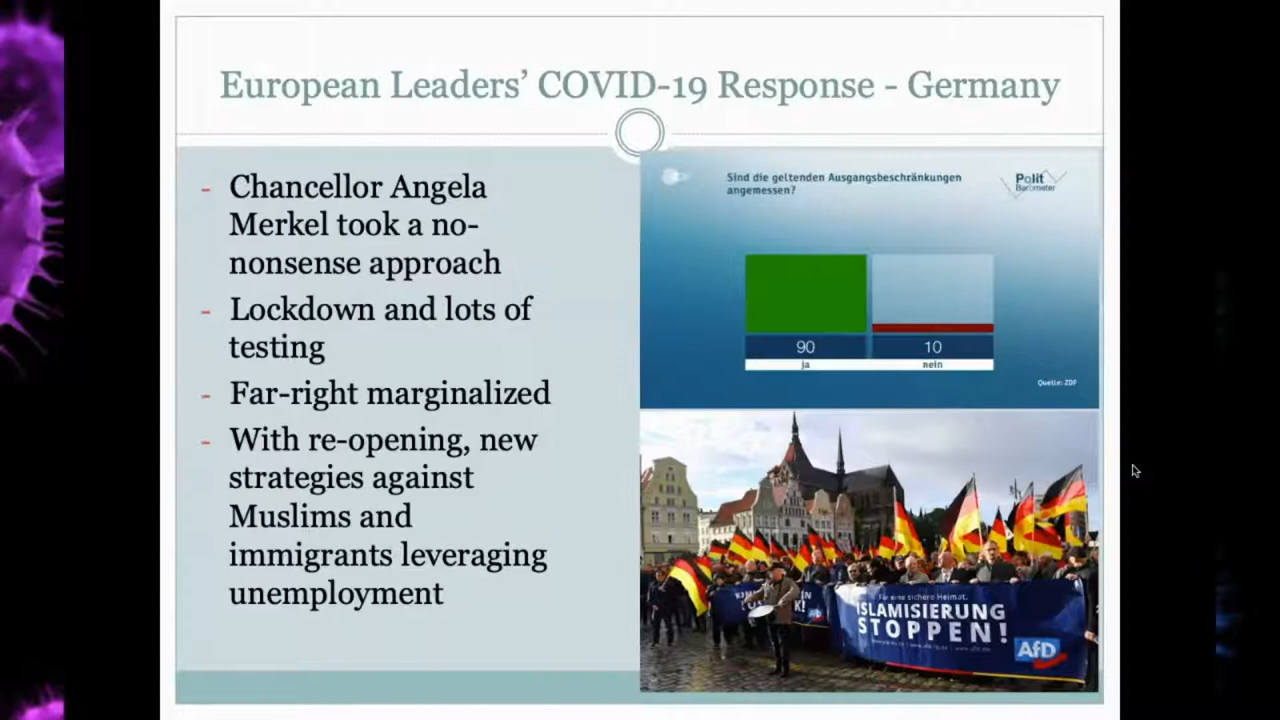 European Leaders’ COVID-19 Response - Germany
- Chancellor Angela
Merkel took a no-
nonsense approach
- Lockdown and lots of
testing
- Far-right marginalized
- With re-opening, new
strategies against
Muslims and
immigrants leveraging
unemployment
Sind die geltenden Ausgangsbeschränkungen
angemessen?
Polit
Barometer
90
10
ja
nein
Quelle: ZDF
Für eine sichere Heimat.
ISLAMISIERUNG
STOPPEN!
AfD